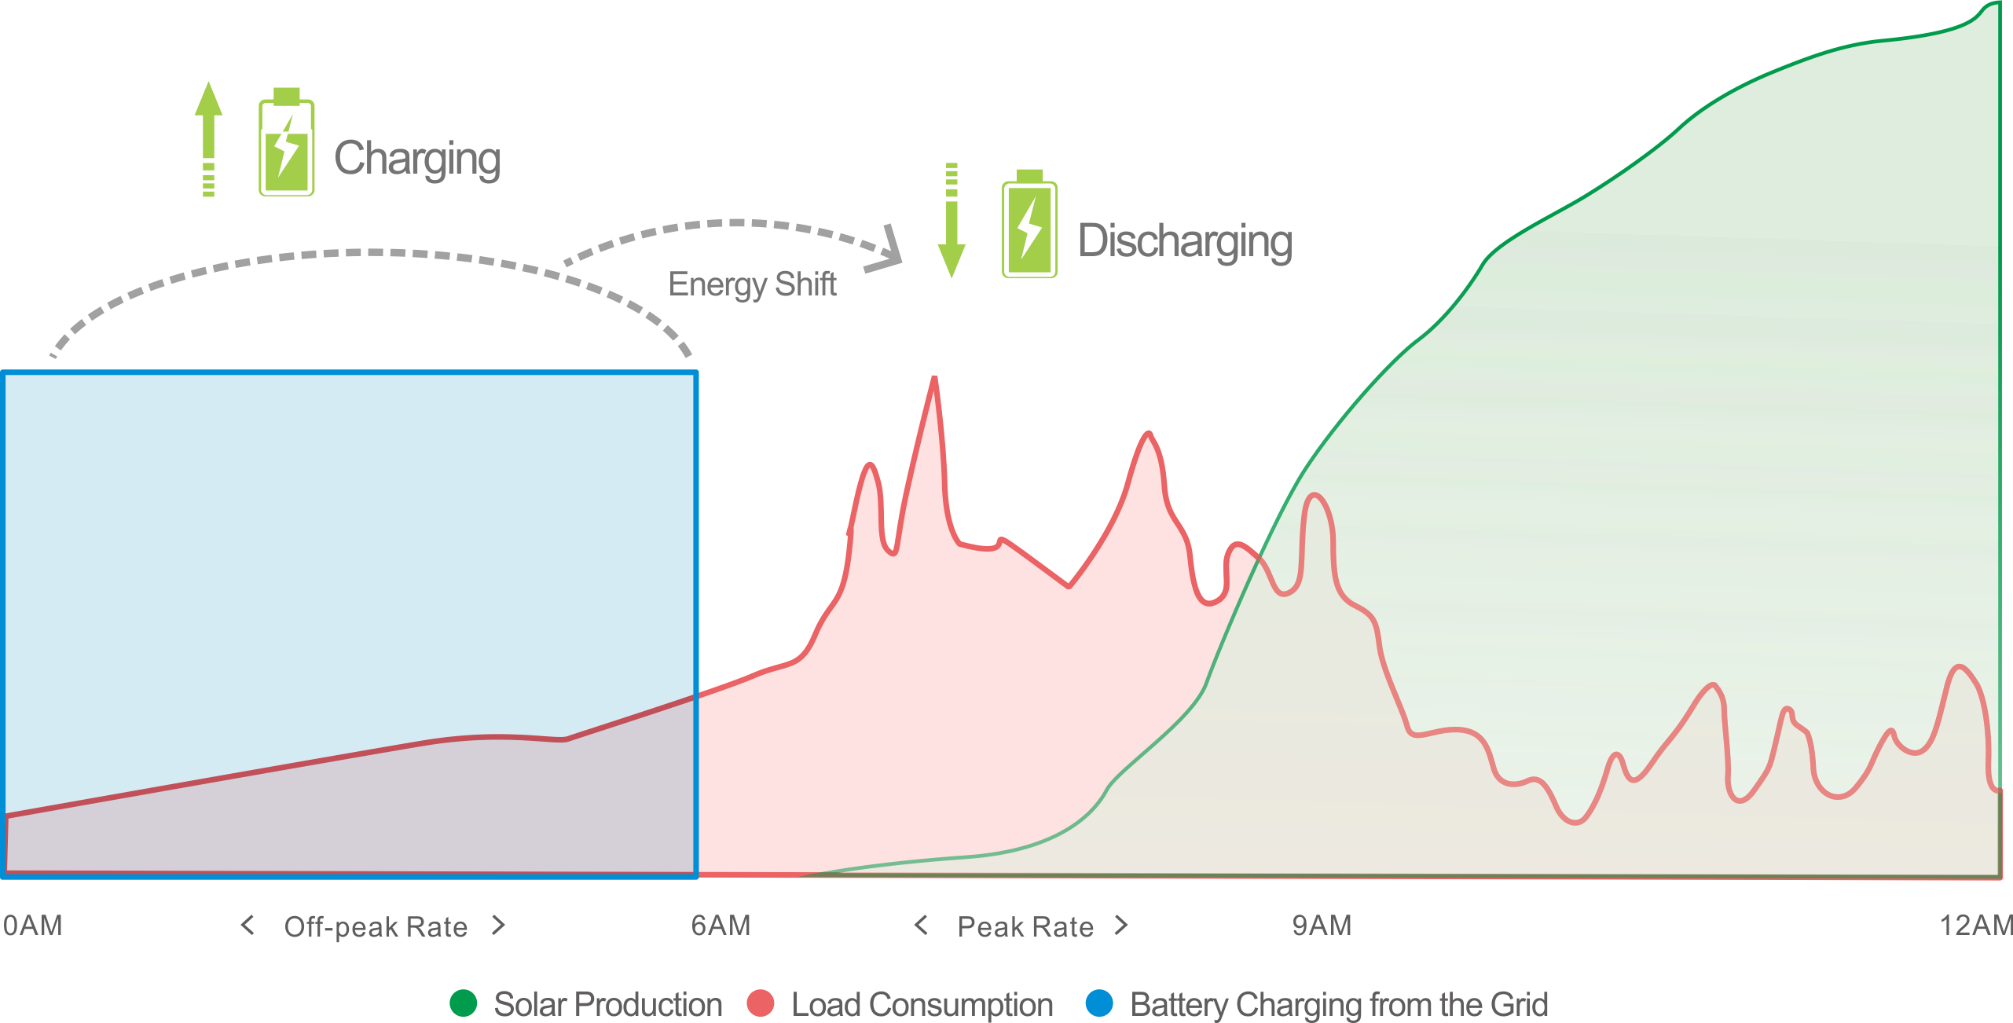 Charging
Discharging
Energy Shift
0AM
< Off-peak Rate >
6AM
< Peak Rate >
9AM
12AM
Solar Production
Load Consumption
Battery Charging from the Grid